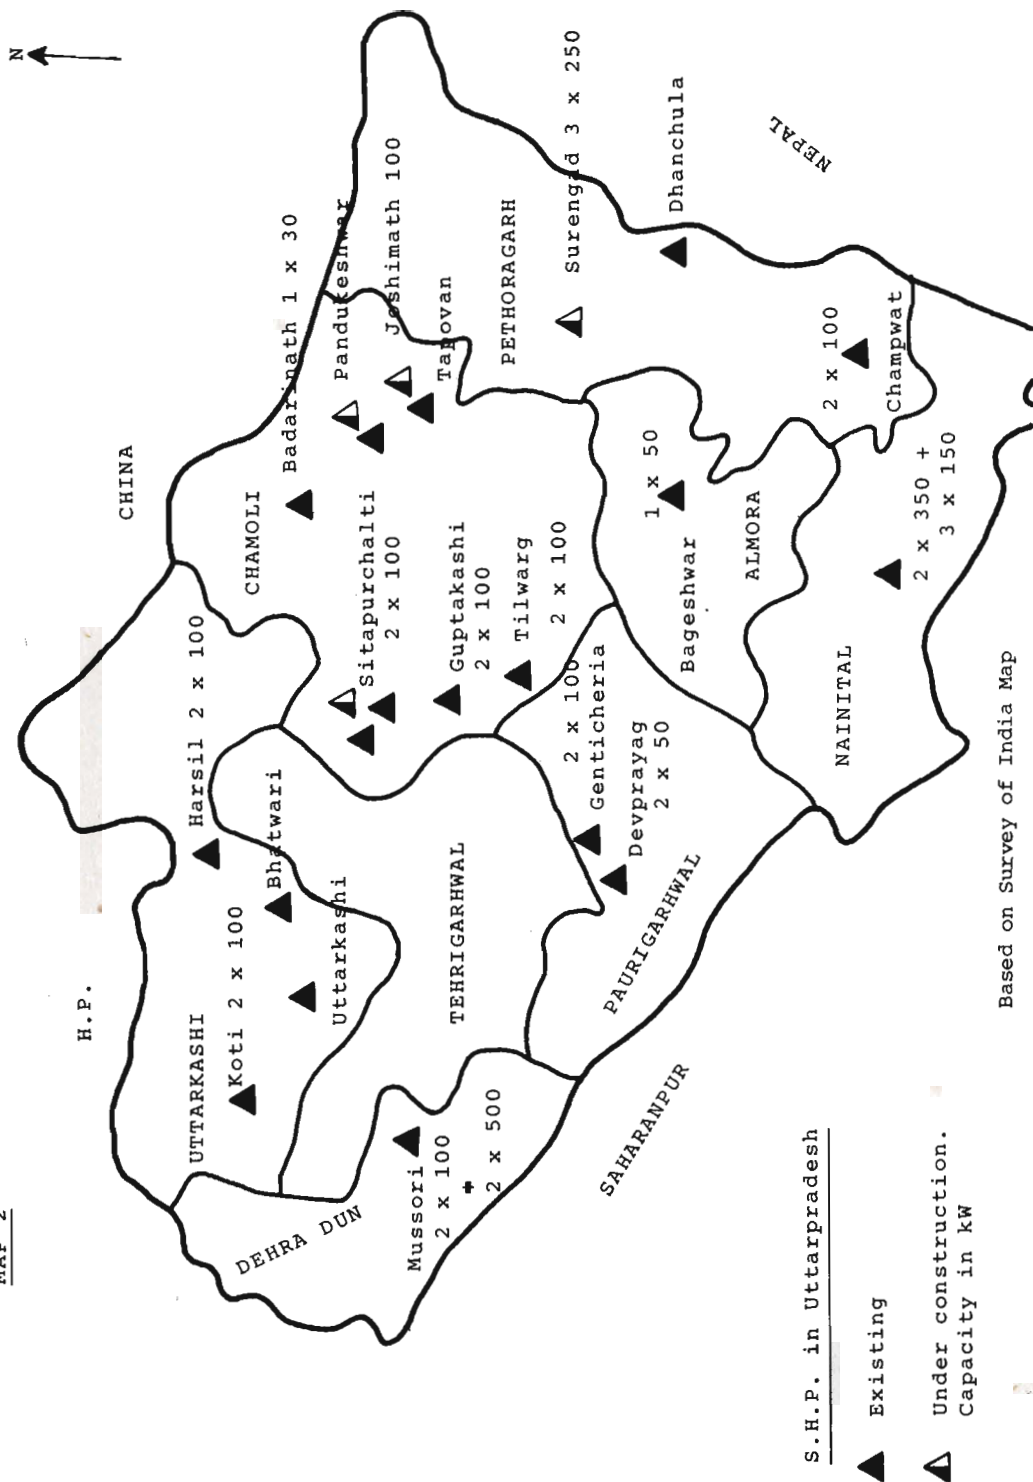 MAP 2
N
CHINA
H.P.
NEPAL
UTTARKASHI
Harsil 2 x 100
Koti 2 x 100
Bhatwari
Uttarkashi
CHAMOLI
Badarinath 1 x 30
Pandukeshwar
Joshimath 100
Tapovan
Sitapurchalti
2 x 100
Guptakashi
2 x 100
Tilwarg
2 x 100
PETHORAGARH
Surengad 3 x 250
Dhanchula
2 x 100
Champwat
TEHRIGARHWAL
2 x 100
Genticheria
Devprayag
2 x 50
PAURIGARHWAL
1 x 50
Bageshwar
ALMORA
NAINITAL
2 x 350 +
3 x 150
DEHRA DUN
Mussori
2 x 100
+
2 x 500
SAHARANPUR
S.H.P. in Uttarpradesh
Existing
Under construction.
Capacity in kW
Based on Survey of India Map